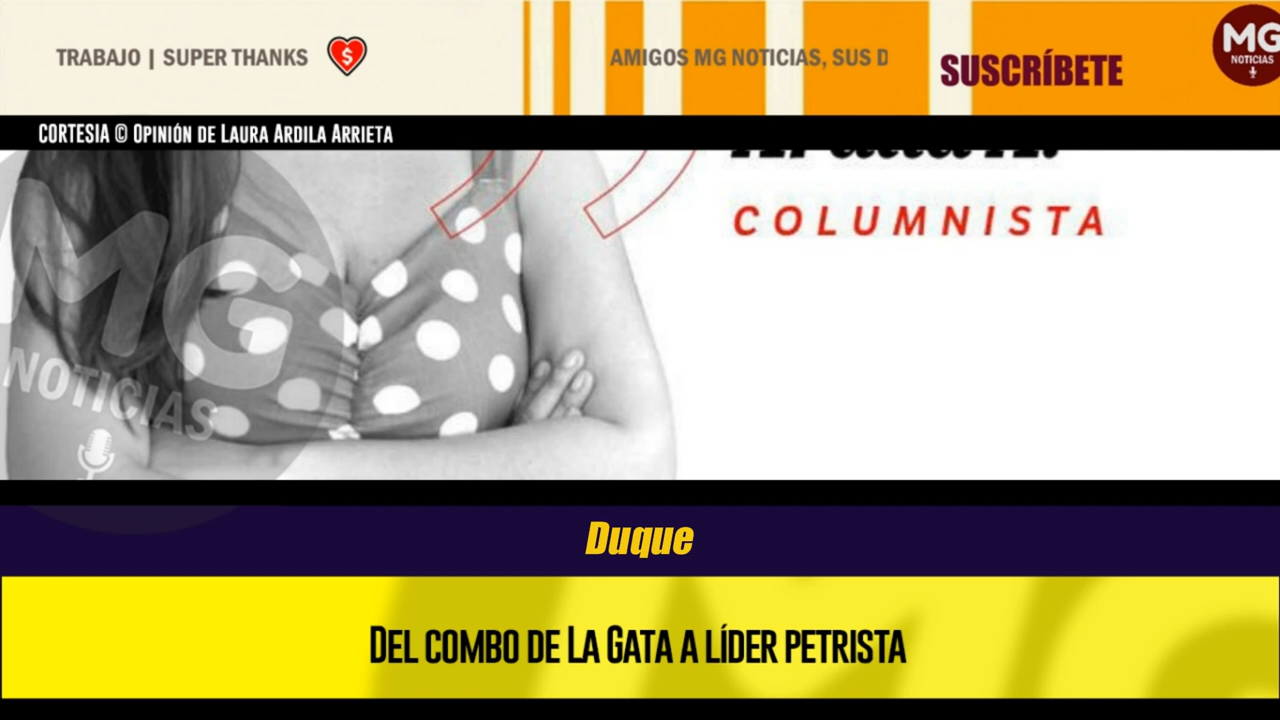 TRABAJO | SUPER THANKS
$
AMIGOS MG NOTICIAS, SUS D
SUSCRÍBETE
MG
NOTICIAS
CORTESIA © OPINIÓN DE LAURA ARDILA ARRIETA
COLUMNISTA
MG
NOTICIAS
Duque
DEL COMBO DE LA GATA A LÍDER PETRISTA